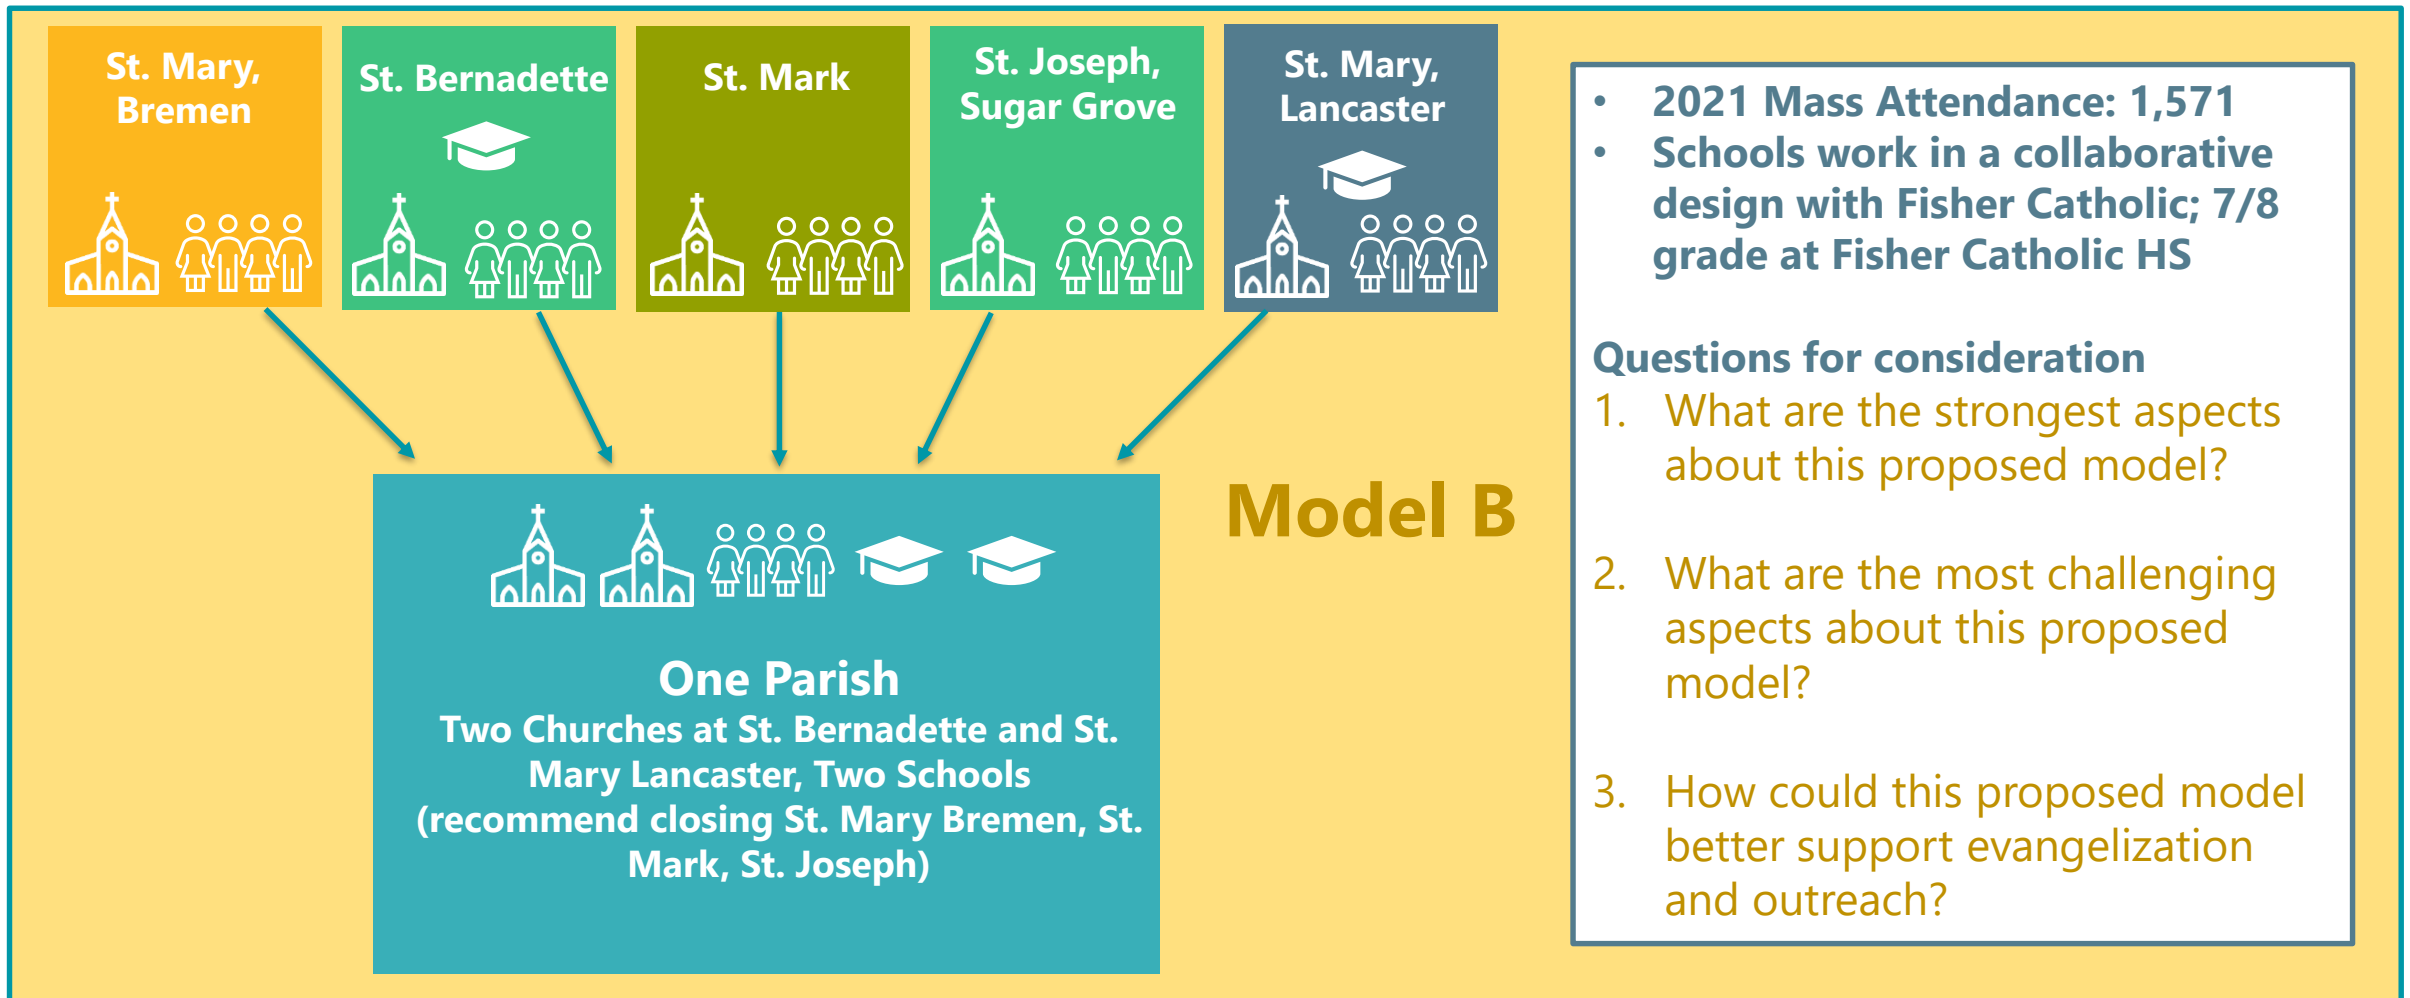 St. Mary,
Bremen
St. Bernadette
St. Mark
St. Joseph,
Sugar Grove
St. Mary,
Lancaster
One Parish
Two Churches at St. Bernadette and St.
Mary Lancaster, Two Schools
(recommend closing St. Mary Bremen, St.
Mark, St. Joseph)
Model B
• 2021 Mass Attendance: 1,571
• Schools work in a collaborative
design with Fisher Catholic; 7/8
grade at Fisher Catholic HS
Questions for consideration
1. What are the strongest aspects
about this proposed model?
2. What are the most challenging
aspects about this proposed
model?
3. How could this proposed model
better support evangelization
and outreach?